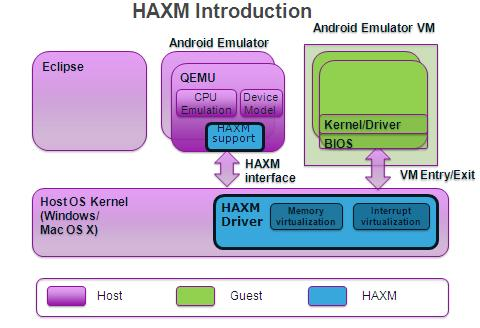 HAXM Introduction
Android Emulator
Android Emulator VM
Eclipse
QEMU
CPU
Emulation
Device
Model
HAXM
support
Kernel/Driver
BIOS
HAXM
interface
VM Entry/Exit
Host OS Kernel
(Windows/
Mac OS X)
HAXM
Driver
Memory
virtualization
Interrupt
virtualization
Host
Guest
HAXM